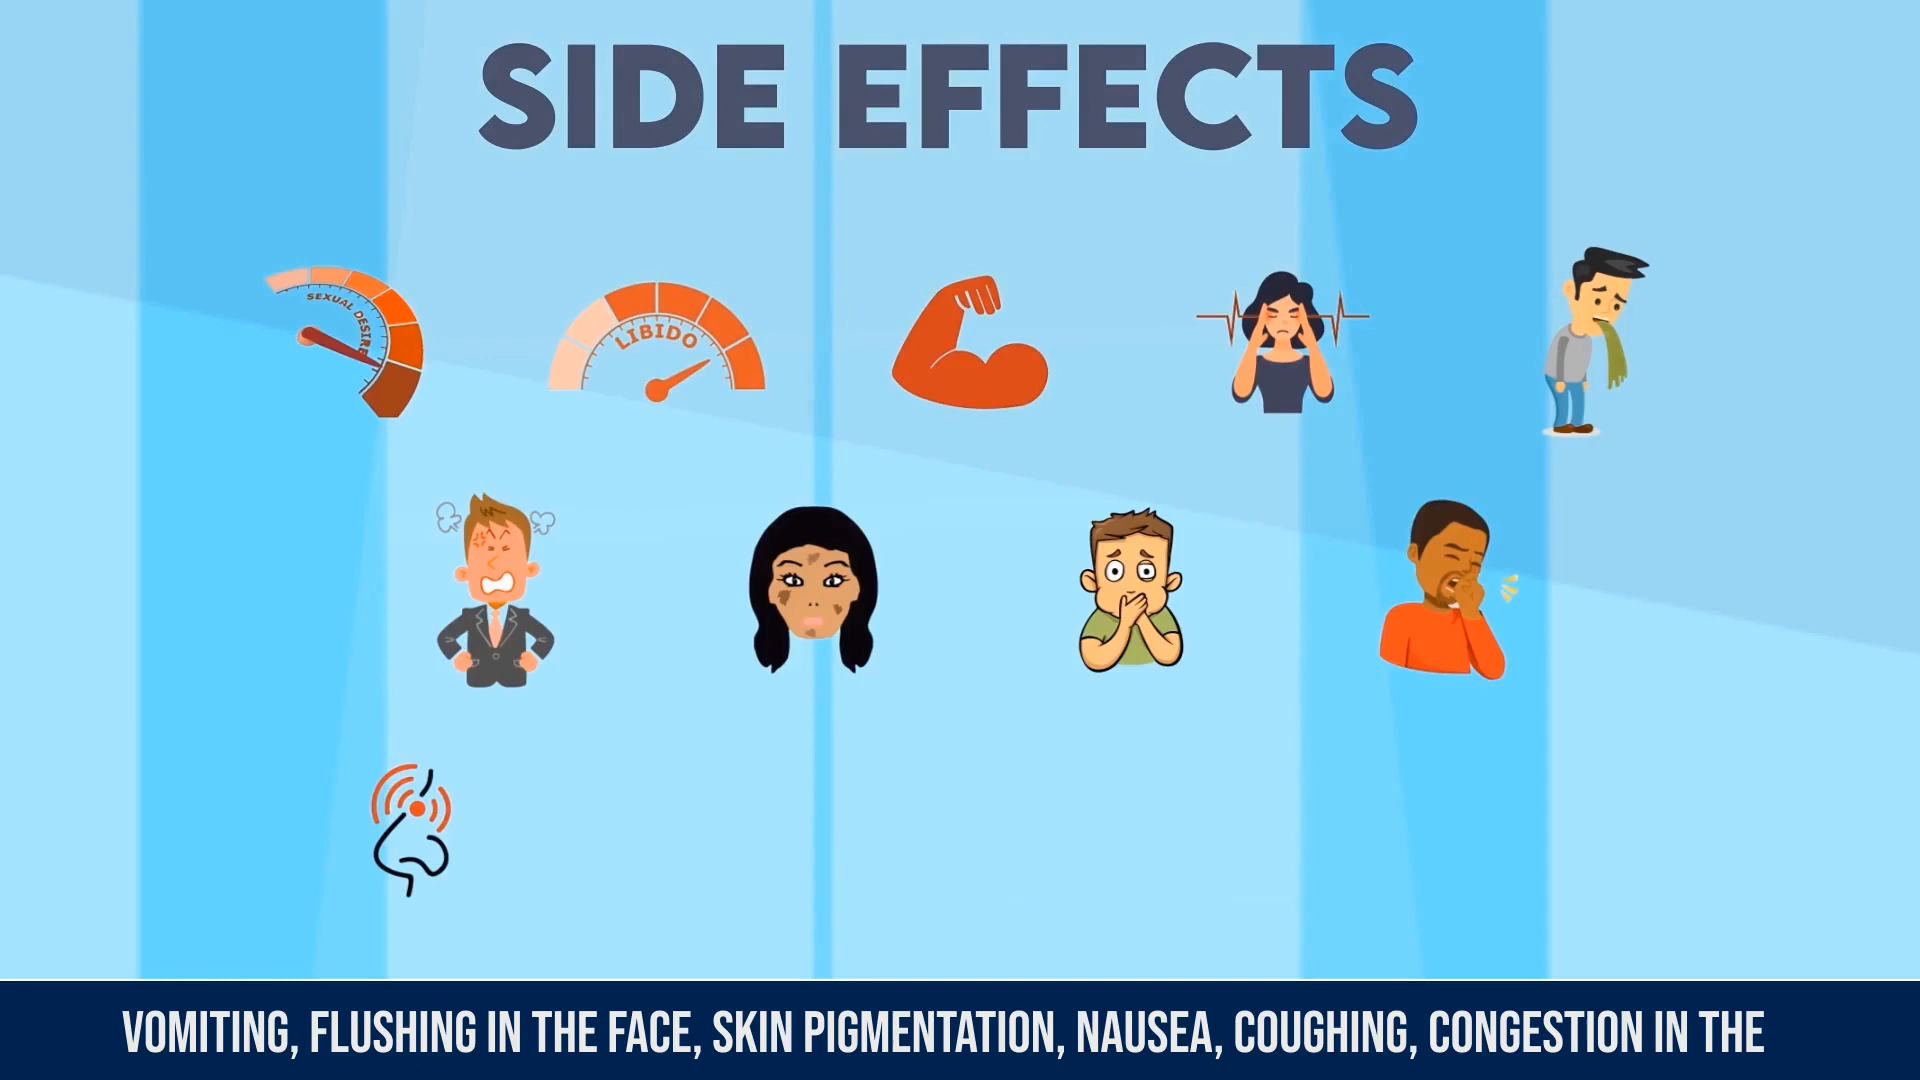 SIDE EFFECTS
SEXUAL DESIRE
LIBIDO
VOMITING, FLUSHING IN THE FACE, SKIN PIGMENTATION, NAUSEA, COUGHING, CONGESTION IN THE